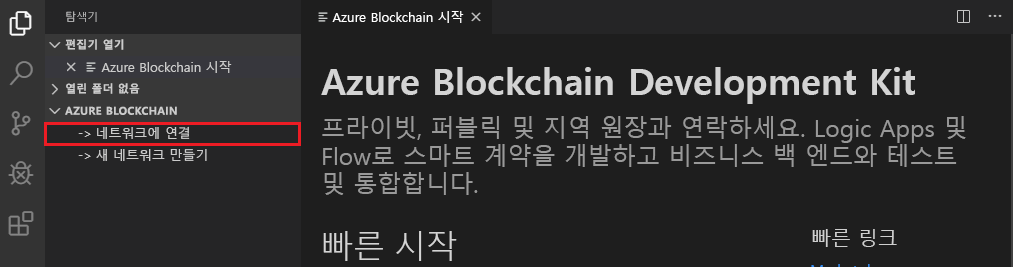 탐색기
편집기 열기
Azure Blockchain 시작
열린 폴더 없음
AZURE BLOCKCHAIN
-> 네트워크에 연결
-> 새 네트워크 만들기
Azure Blockchain 시작
Azure Blockchain Development Kit
프라이빗, 퍼블릭 및 지역 원장과 연락하세요. Logic Apps 및
Flow로 스마트 계약을 개발하고 비즈니스 백 엔드와 테스트
및 통합합니다.
빠른 시작
빠른 링크